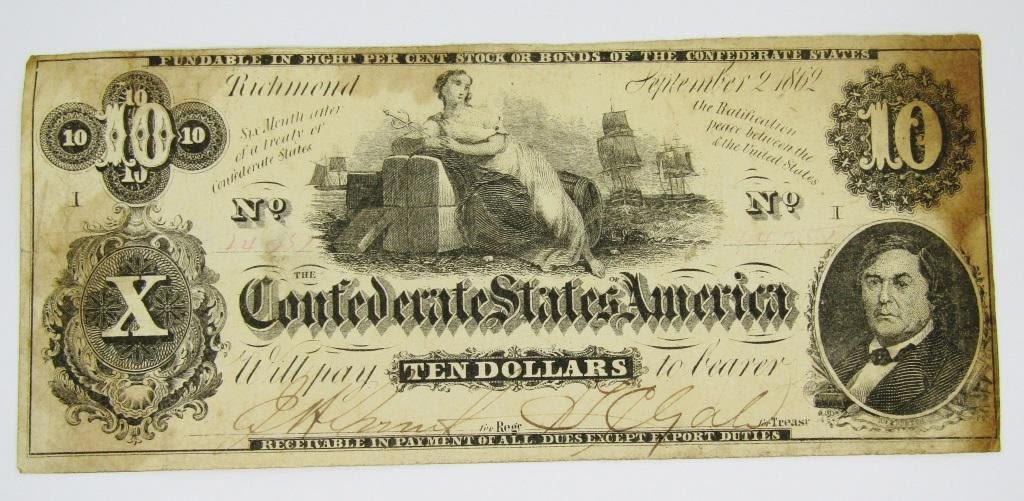 FUNDABLE IN EIGHT PER CENT STOCK OR BONDS OF THE CONFEDERATE STATES
Richmond September 2 1862
10
10 10 10
10
10
Six Month after
of a treaty of
Confederate States
the Ratification
peace between the
& the United States
I No No I
THE
Confederate States America
X
Will pay TEN DOLLARS to bearer
for Regr for Treasr
RECEIVABLE IN PAYMENT OF ALL DUES EXCEPT EXPORT DUTIES